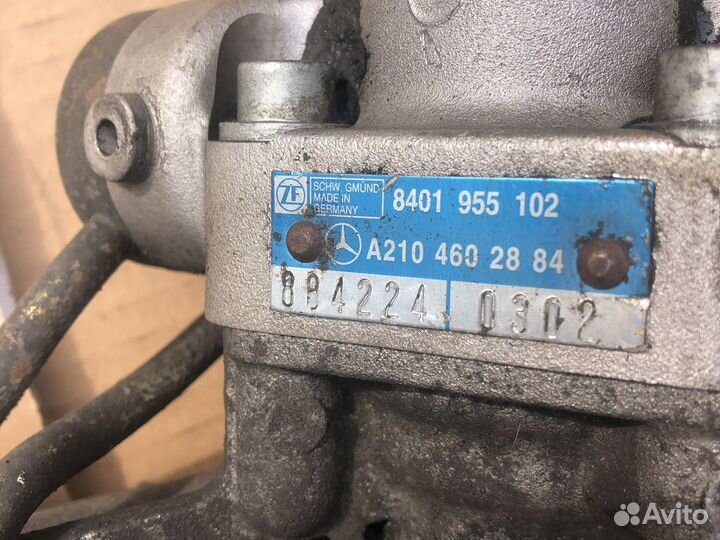 ZF SCHW. GMÜND
MADE IN
GERMANY
8401 955 102
A210 460 28 84
884224 0302
Avito